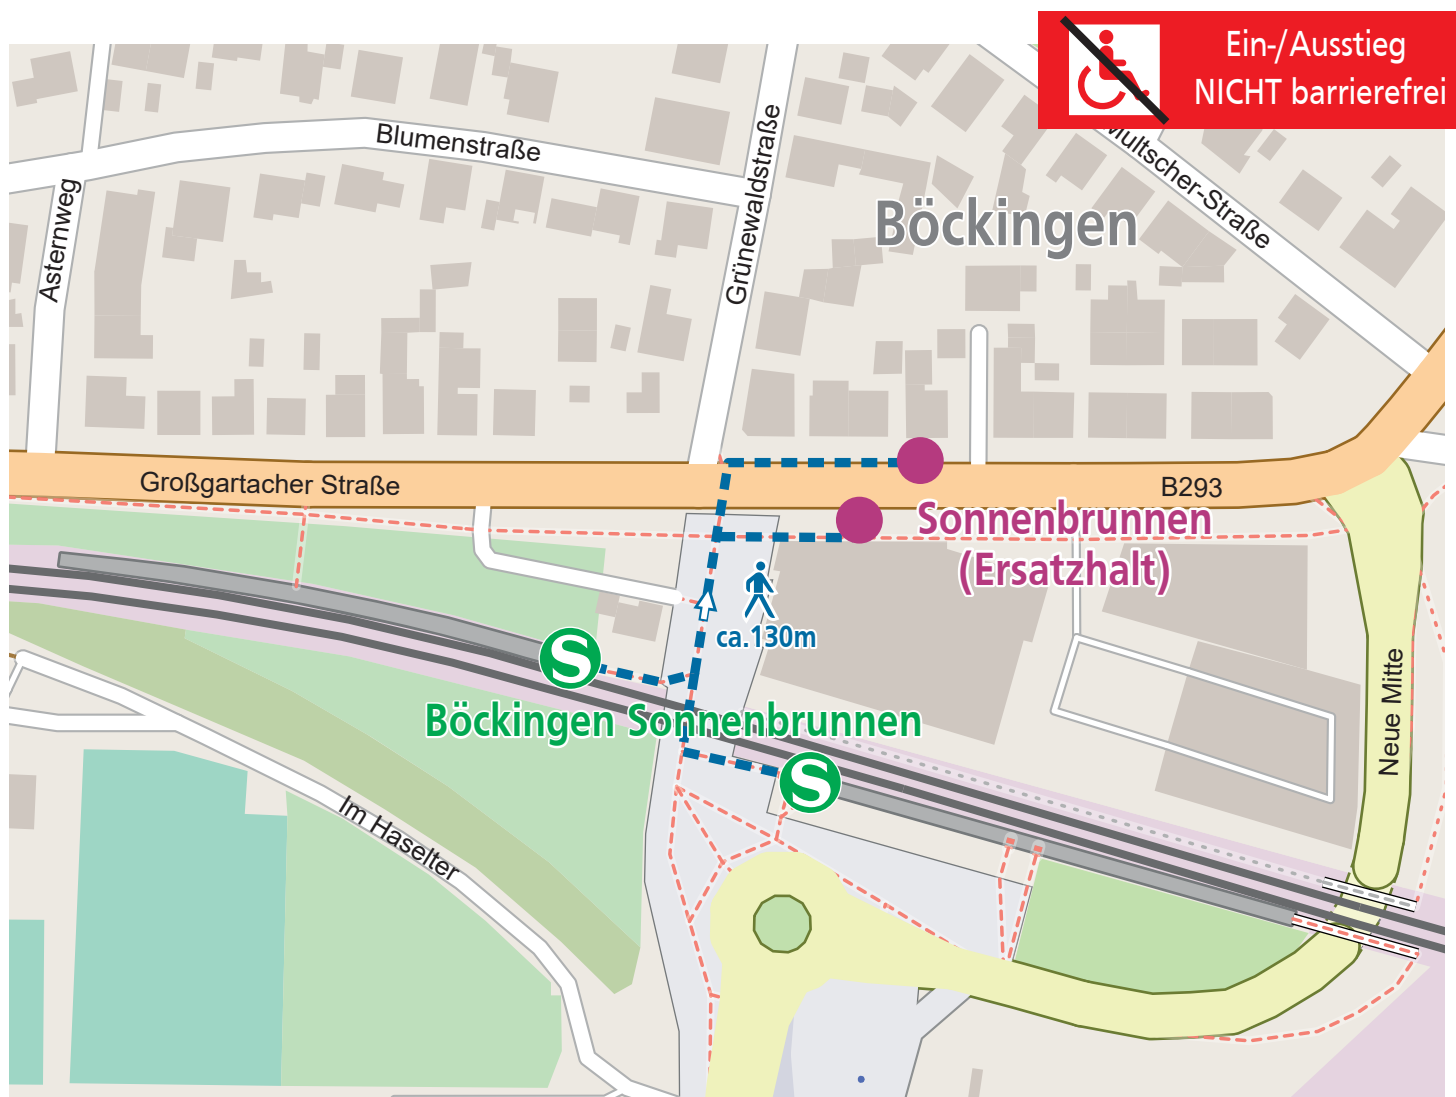 Ein-/Ausstieg
NICHT barrierefrei
Blumenstraße
Asternweg
Grünewaldstraße
Multscher-Straße
Böckingen
Großgartacher Straße
B293
Sonnenbrunnen
(Ersatzhalt)
ca.130m
S
Böckingen Sonnenbrunnen
S
Neue Mitte
Im Haselter